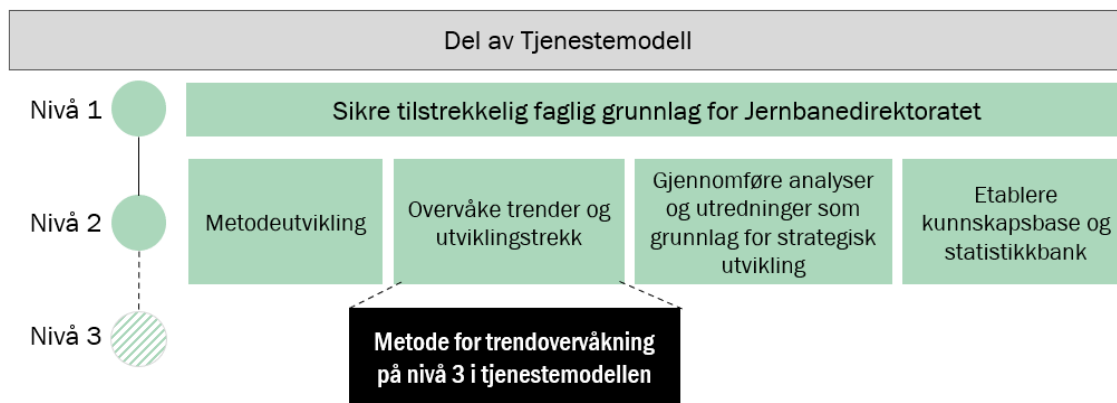 Del av Tjenestemodell
Nivå 1
Sikre tilstrekkelig faglig grunnlag for Jernbanedirektoratet
Nivå 2
Metodeutvikling
Overvåke trender og
utviklingstrekk
Gjennomføre analyser
og utredninger som
grunnlag for strategisk
utvikling
Etablere
kunnskapsbase og
statistikkbank
Nivå 3
Metode for trendovervåkning
på nivå 3 i tjenestemodellen